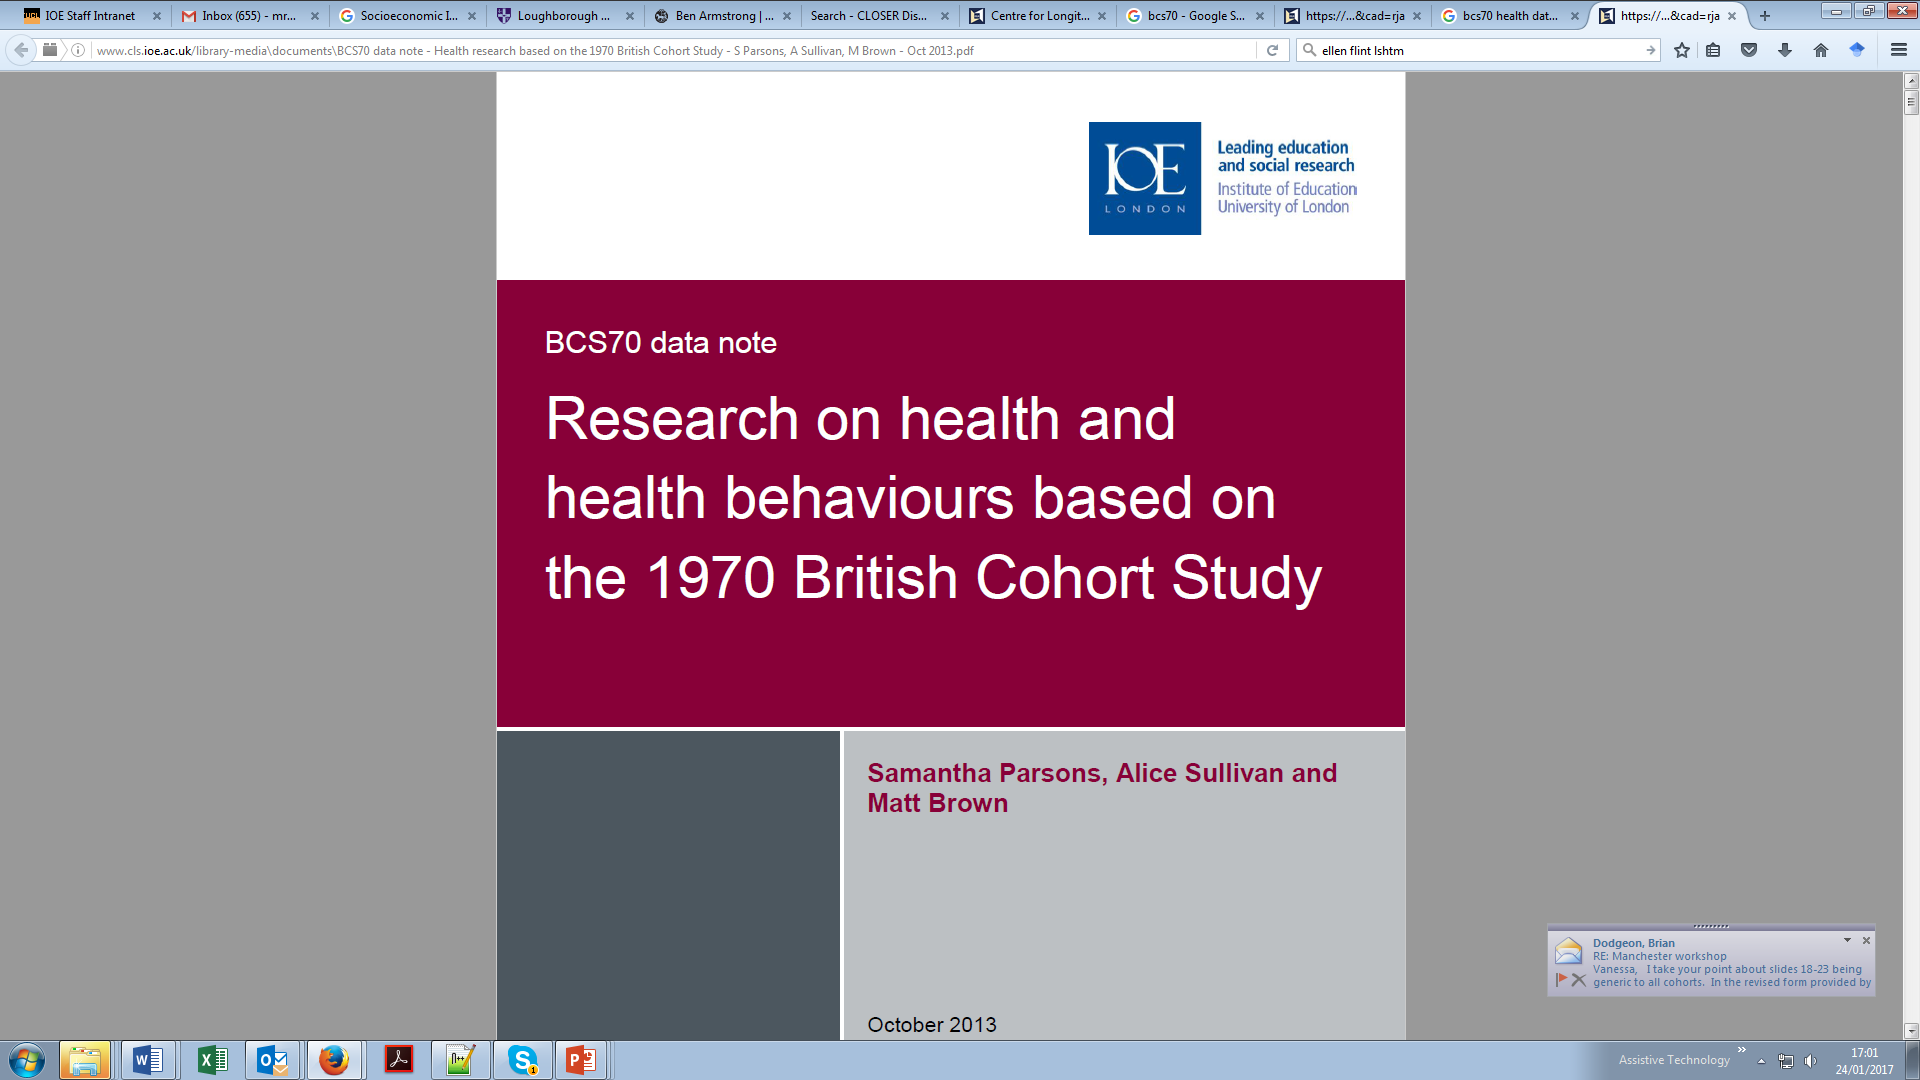 IOE Staff Intranet
Inbox (655) - mr...
Socioeconomic I...
Loughborough ...
Ben Armstrong | ...
Search - CLOSER Dis...
Centre for Longit...
bcs70 - Google S...
https://...&cad=rja
bcs70 health dat...
https://...&cad=rja
www.cls.ioe.ac.uk/library-media\documents\BCS70 data note - Health research based on the 1970 British Cohort Study - S Parsons, A Sullivan, M Brown - Oct 2013.pdf
ellen flint lshtm
IOE
LONDON
Leading education
and social research
Institute of Education
University of London
BCS70 data note
Research on health and
health behaviours based on
the 1970 British Cohort Study
Samantha Parsons, Alice Sullivan and
Matt Brown
October 2013
Dodgeon, Brian
RE: Manchester workshop
Vanessa, I take your point about slides 18-23 being
generic to all cohorts. In the revised form provided by
Assistive Technology
17:01
24/01/2017